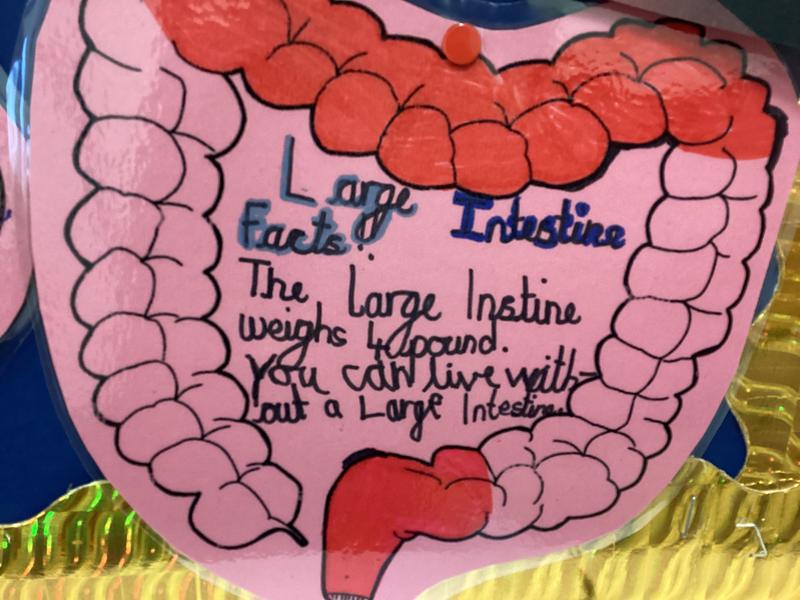 Large Intestine
Facts:
The Large Instine
weighs 4 pound.
You can live with-
out a Large Intestine.